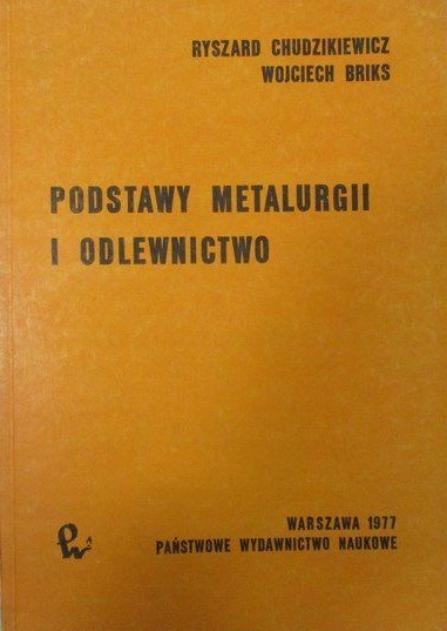 RYSZARD CHUDZIKIEWICZ
WOJCIECH BRIKS
PODSTAWY METALURGII
I ODLEWNICTWO
WARSZAWA 1977
PAŃSTWOWE WYDAWNICTWO NAUKOWE